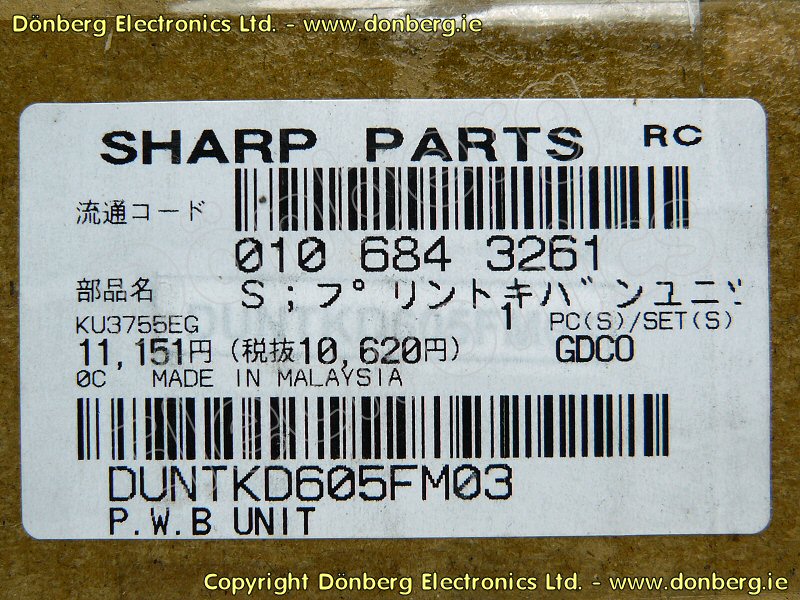 Dönberg Electronics Ltd. - www.donberg.ie
SHARP PARTS RC
流通コード
010 684 3261
部品名 S;プリントキバンユニッ
KU3755EG 1 PC(S)/SET(S)
11,151円 (税抜10,620円) GDCO
0C MADE IN MALAYSIA
DUNTKD605FM03
P.W.B UNIT
Copyright Dönberg Electronics Ltd. - www.donberg.ie